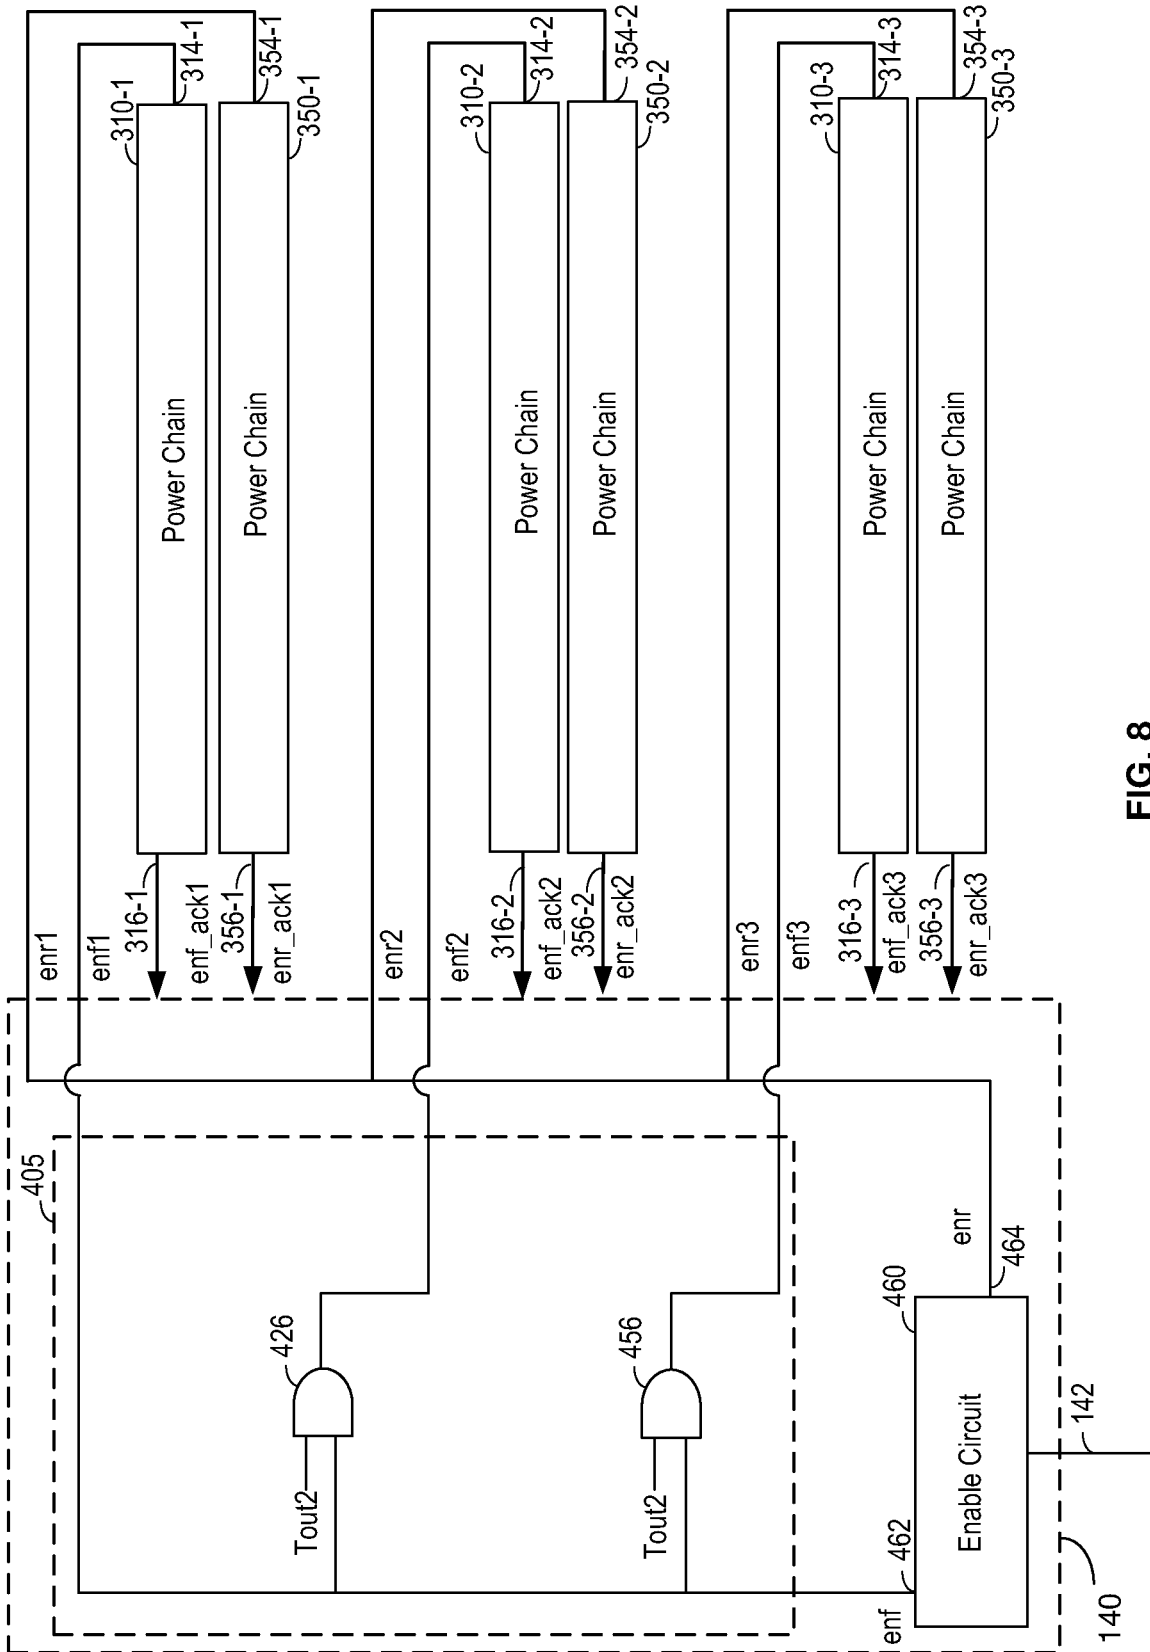 310-1
314-1
354-1
350-1
Power Chain
Power Chain
enr1
enf1
316-1
enf_ack1
356-1
enr_ack1
310-2
314-2
354-2
350-2
Power Chain
Power Chain
enr2
enf2
316-2
enf_ack2
356-2
enr_ack2
310-3
314-3
354-3
350-3
Power Chain
Power Chain
enr3
enf3
316-3
enf_ack3
356-3
enr_ack3
405
426
Tout2
456
Tout2
enf
462
Enable Circuit
460
enr
464
142
140
FIG. 8